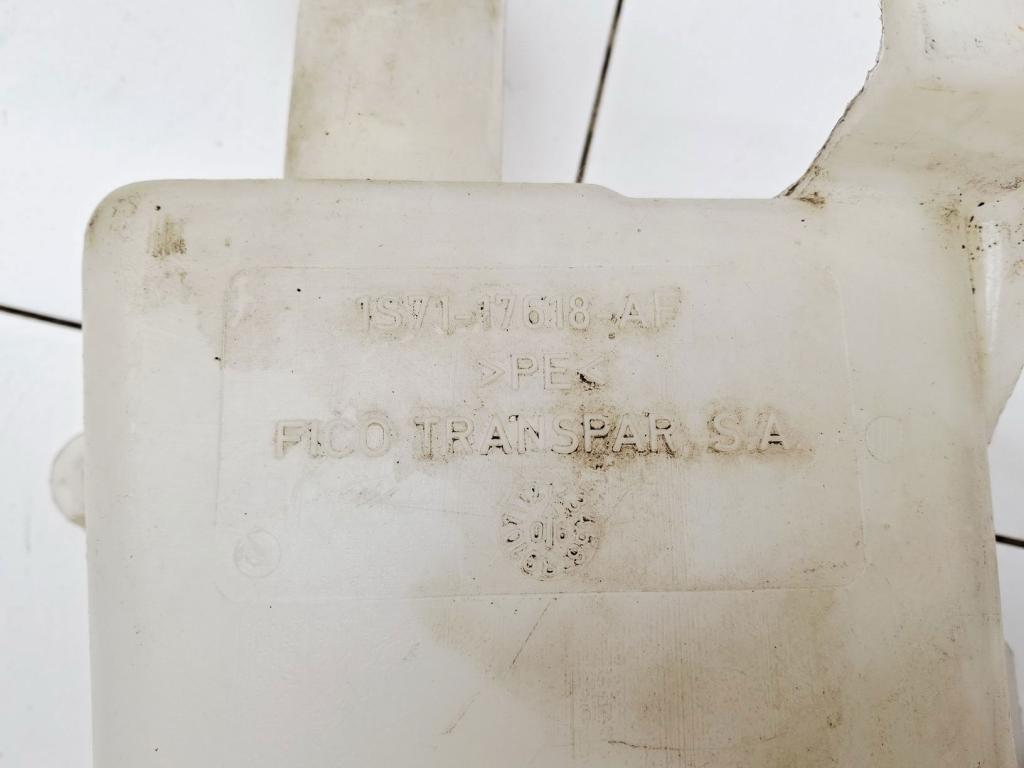 1S71-17618-AF
>PE<
FICO TRANSPAR, S.A